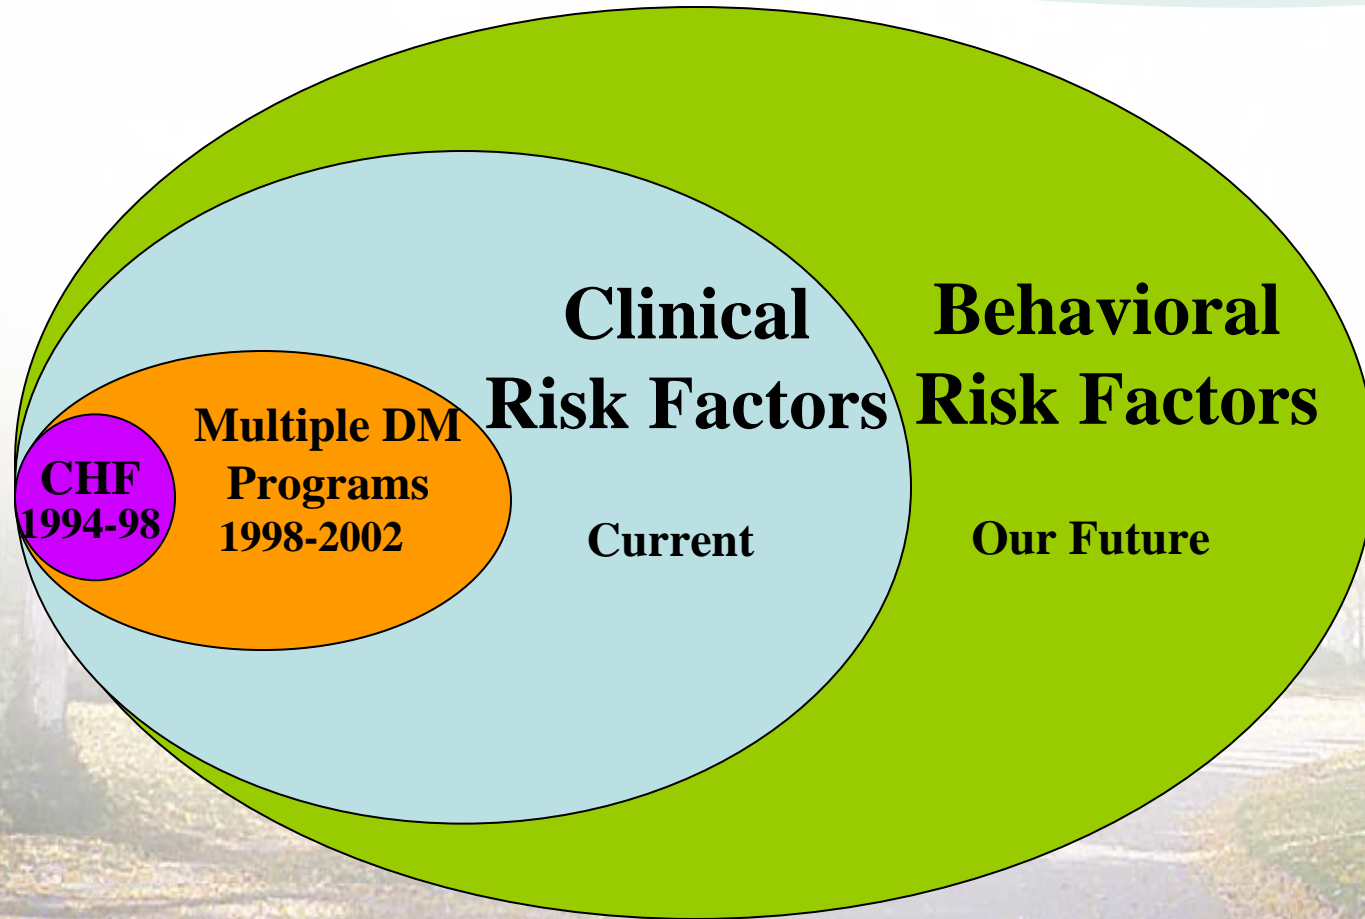 CHF
1994-98
Multiple DM
Programs
1998-2002
Clinical
Risk Factors
Current
Behavioral
Risk Factors
Our Future